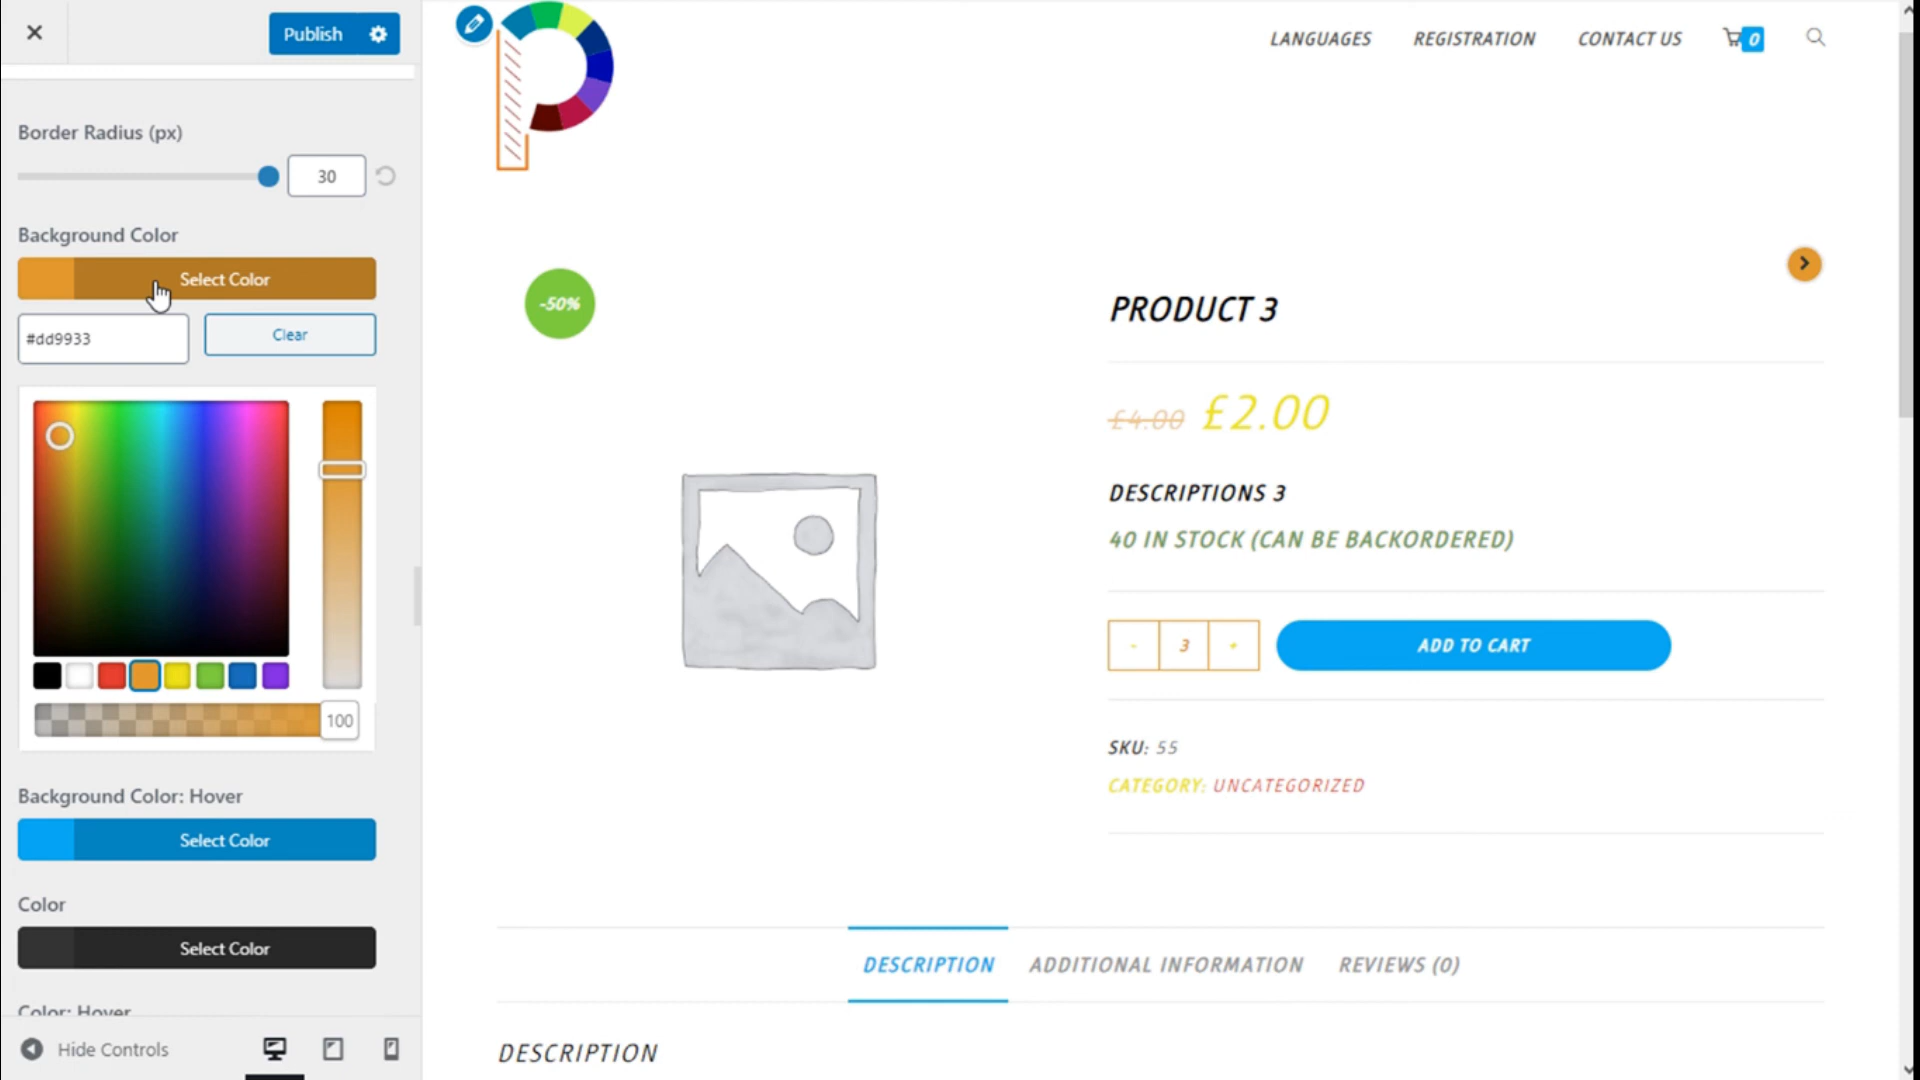 Publish
Border Radius (px)
30
Background Color
Select Color
#dd9933
Clear
100
Background Color: Hover
Select Color
Color
Select Color
Color: Hover
Hide Controls
LANGUAGES
REGISTRATION
CONTACT US
0
-50%
PRODUCT 3
£4.00 £2.00
DESCRIPTIONS 3
40 IN STOCK (CAN BE BACKORDERED)
- 3 +
ADD TO CART
SKU: 55
CATEGORY: UNCATEGORIZED
DESCRIPTION
ADDITIONAL INFORMATION
REVIEWS (0)
DESCRIPTION